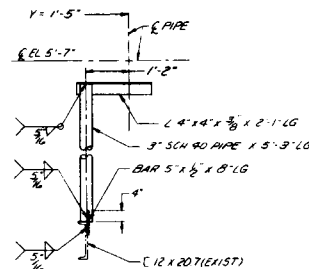 Y = 1'-5"
℄ PIPE
℄ EL 5'-7"
1'-2"
L 4" x 4" x 3/8 x 2'-1" LG
5/16
3" SCH 40 PIPE x 5'-3" LG
BAR 5" x 1/2 x 8" LG
5/16
4"
5/16
[ 12 x 20.7 (EXIST)